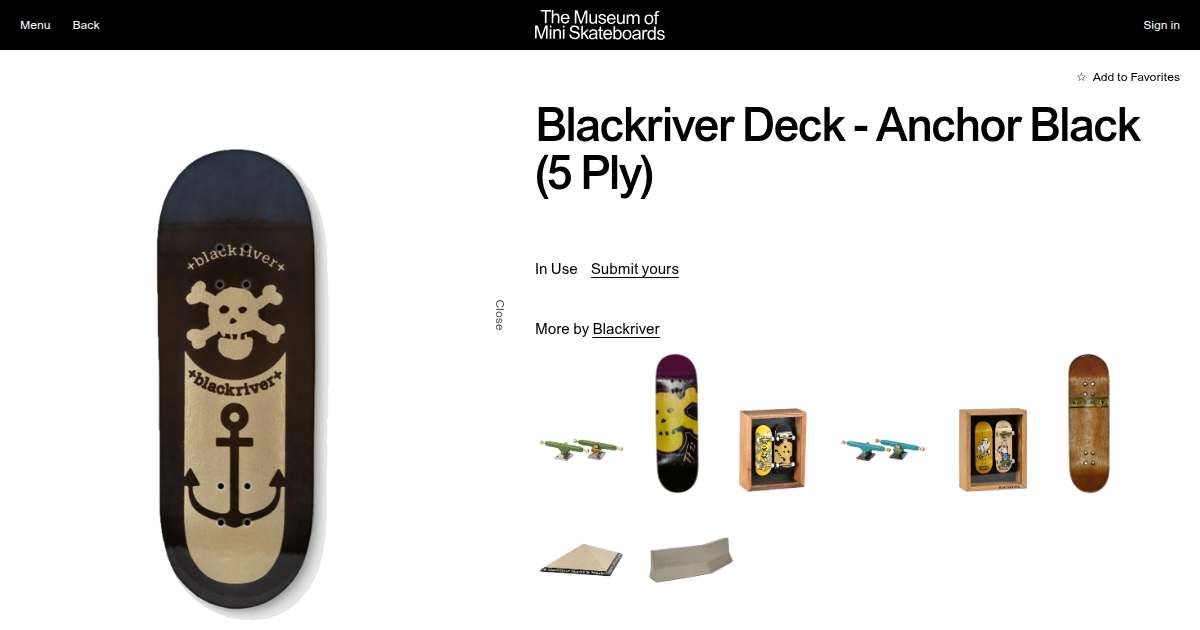 Menu
Back
The Museum of
Mini Skateboards
Sign in
☆ Add to Favorites
Blackriver Deck - Anchor Black
(5 Ply)
+blackriver+
+blackriver+
In Use
Submit yours
Close
More by Blackriver